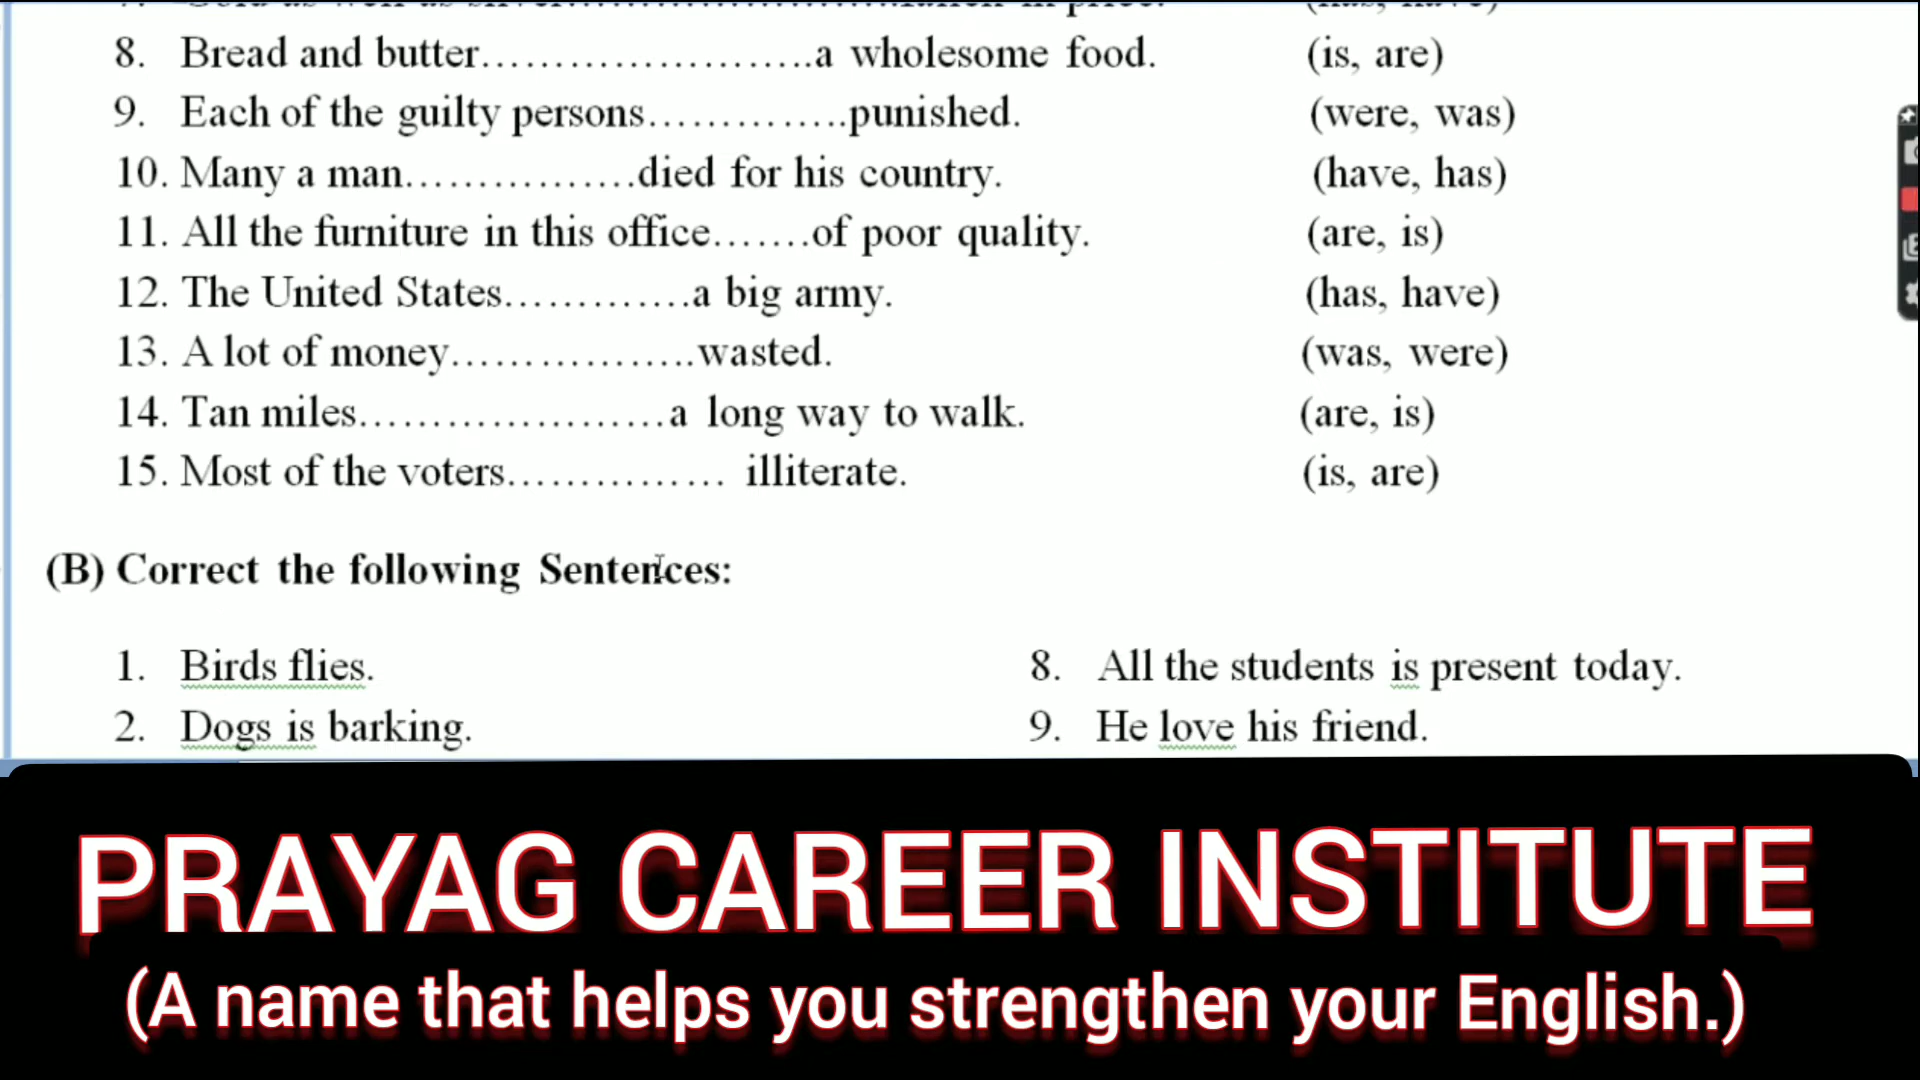 8. Bread and butter.......................a wholesome food. (is, are)
9. Each of the guilty persons..............punished. (were, was)
10. Many a man................died for his country. (have, has)
11. All the furniture in this office.......of poor quality. (are, is)
12. The United States.............a big army. (has, have)
13. A lot of money.................wasted. (was, were)
14. Tan miles.....................a long way to walk. (are, is)
15. Most of the voters............... illiterate. (is, are)
(B) Correct the following Sentences:
1. Birds flies. 8. All the students is present today.
2. Dogs is barking. 9. He love his friend.
PRAYAG CAREER INSTITUTE
(A name that helps you strengthen your English.)